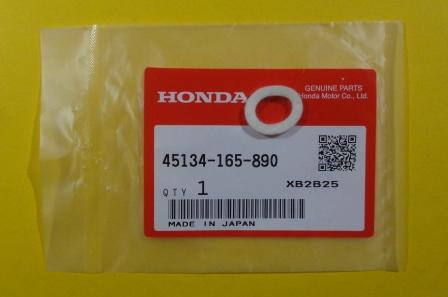 HONDA
GENUINE PARTS
Honda Motor Co., Ltd.
45134-165-890
QTY 1
XB2B25
MADE IN JAPAN